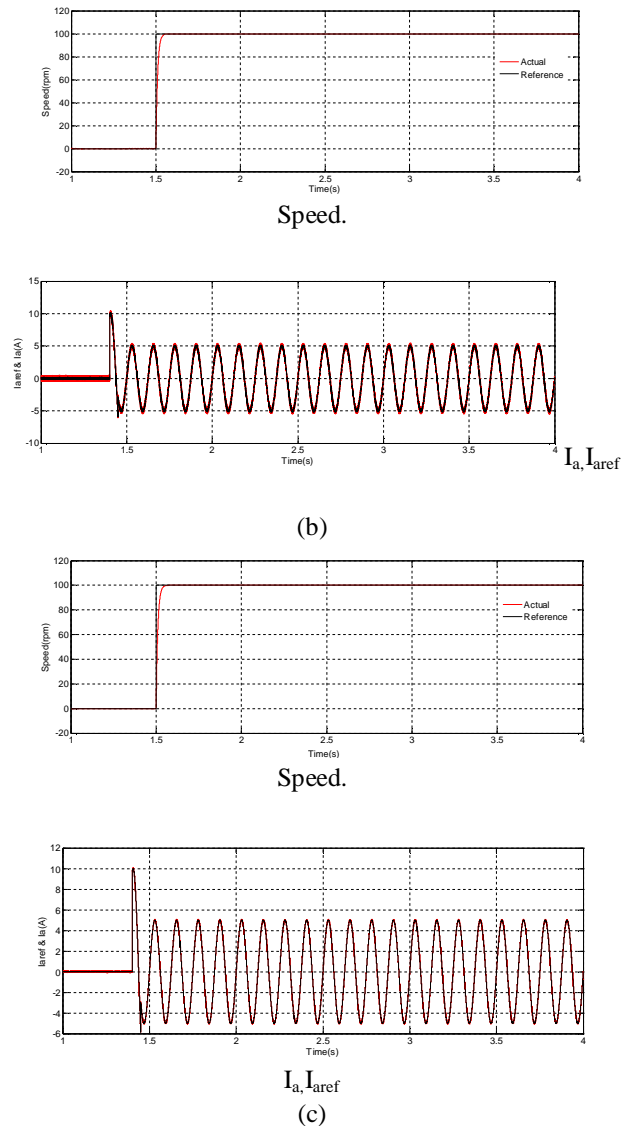 120
100
80
60
40
20
0
-20
Speed(rpm)
Actual
Reference
1 1.5 2 2.5 3 3.5 4
Time(s)
Speed.
15
10
5
0
-5
-10
Iaref & Ia(A)
1 1.5 2 2.5 3 3.5 4
Time(s)
Ia,Iaref
(b)
120
100
80
60
40
20
0
-20
Speed(rpm)
Actual
Reference
1 1.5 2 2.5 3 3.5 4
Time(s)
Speed.
12
10
8
6
4
2
0
-2
-4
-6
Iaref & Ia(A)
1 1.5 2 2.5 3 3.5 4
Time(s)
Ia,Iaref
(c)